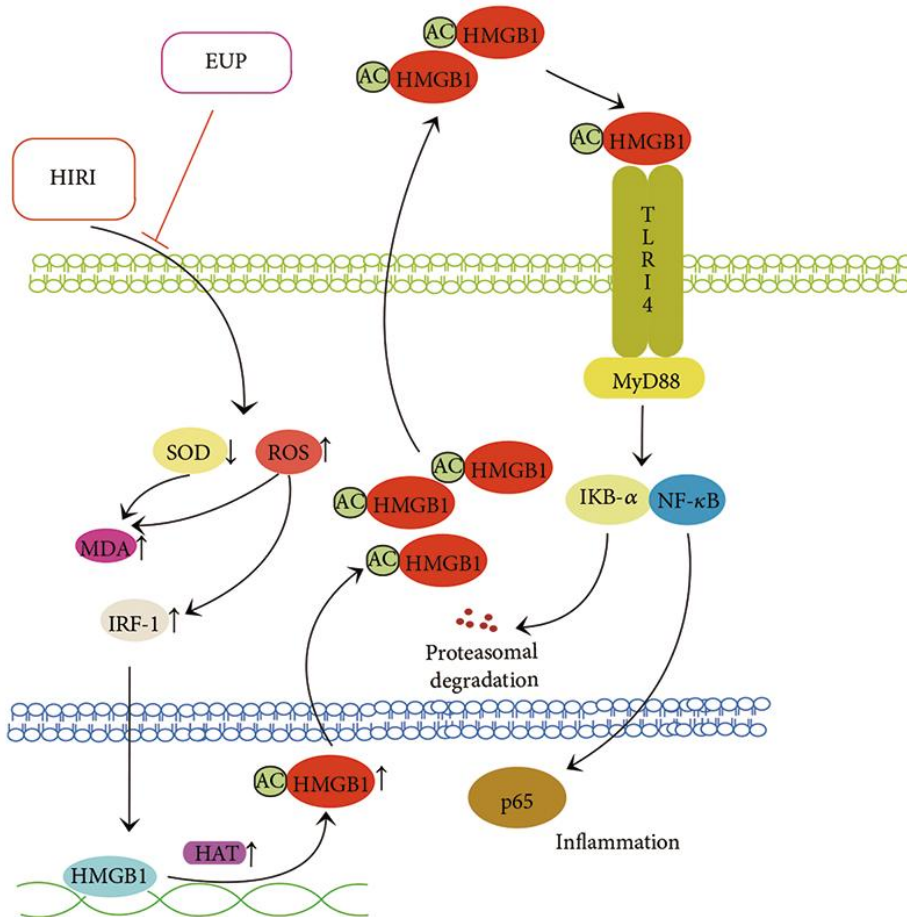 EUP
HIRI
AC HMGB1
AC HMGB1
AC HMGB1
TLRI4
MyD88
SOD ↓
ROS ↑
MDA ↑
IRF-1 ↑
AC HMGB1
AC HMGB1
AC HMGB1
IKB-α
NF-κB
Proteasomal
degradation
AC HMGB1 ↑
HAT ↑
HMGB1
p65
Inflammation